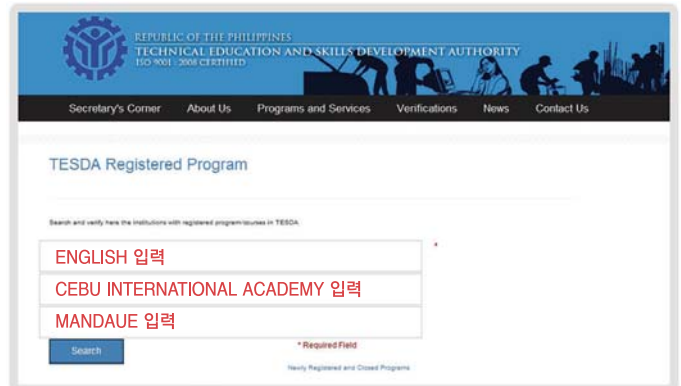 REPUBLIC OF THE PHILIPPINES
TECHNICAL EDUCATION AND SKILLS DEVELOPMENT AUTHORITY
ISO 9001 : 2008 CERTIFIED
Secretary's Corner About Us Programs and Services Verifications News Contact Us
TESDA Registered Program
Search and verify here the institutions with registered program/courses in TESDA.
*
ENGLISH 입력
CEBU INTERNATIONAL ACADEMY 입력
MANDAUE 입력
* Required Field
Search
Newly Registered and Closed Programs